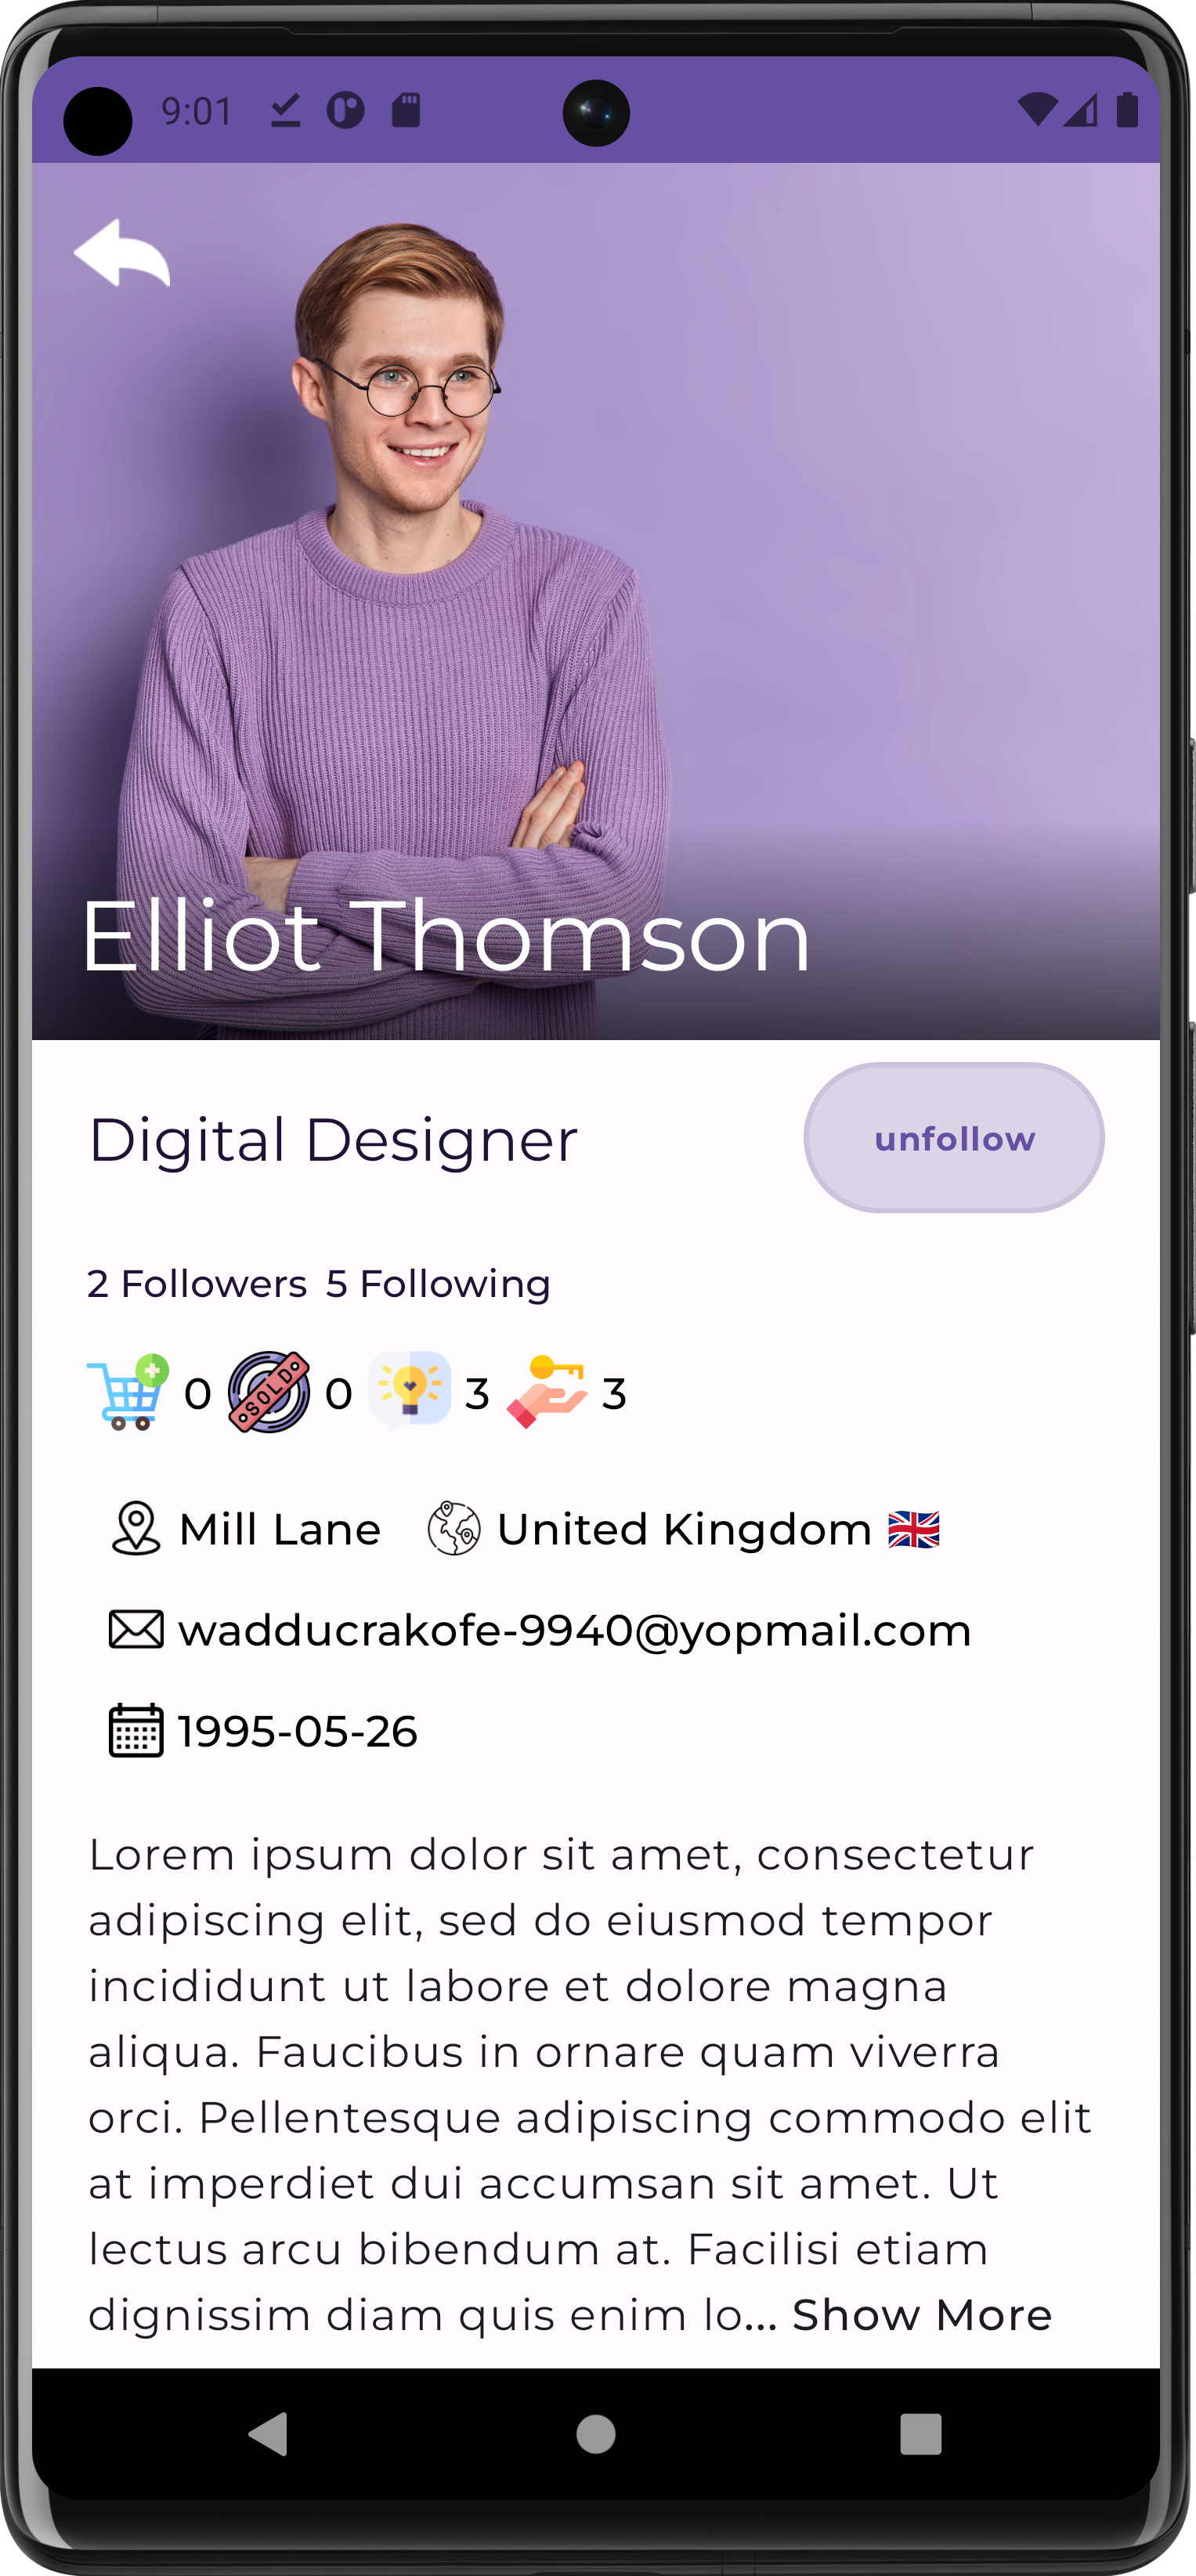 9:01
Elliot Thomson
Digital Designer
unfollow
2 Followers 5 Following
0 SOLD 0 3 3
Mill Lane United Kingdom 🇬🇧
wadducrakofe-9940@yopmail.com
1995-05-26
Lorem ipsum dolor sit amet, consectetur
adipiscing elit, sed do eiusmod tempor
incididunt ut labore et dolore magna
aliqua. Faucibus in ornare quam viverra
orci. Pellentesque adipiscing commodo elit
at imperdiet dui accumsan sit amet. Ut
lectus arcu bibendum at. Facilisi etiam
dignissim diam quis enim lo... Show More